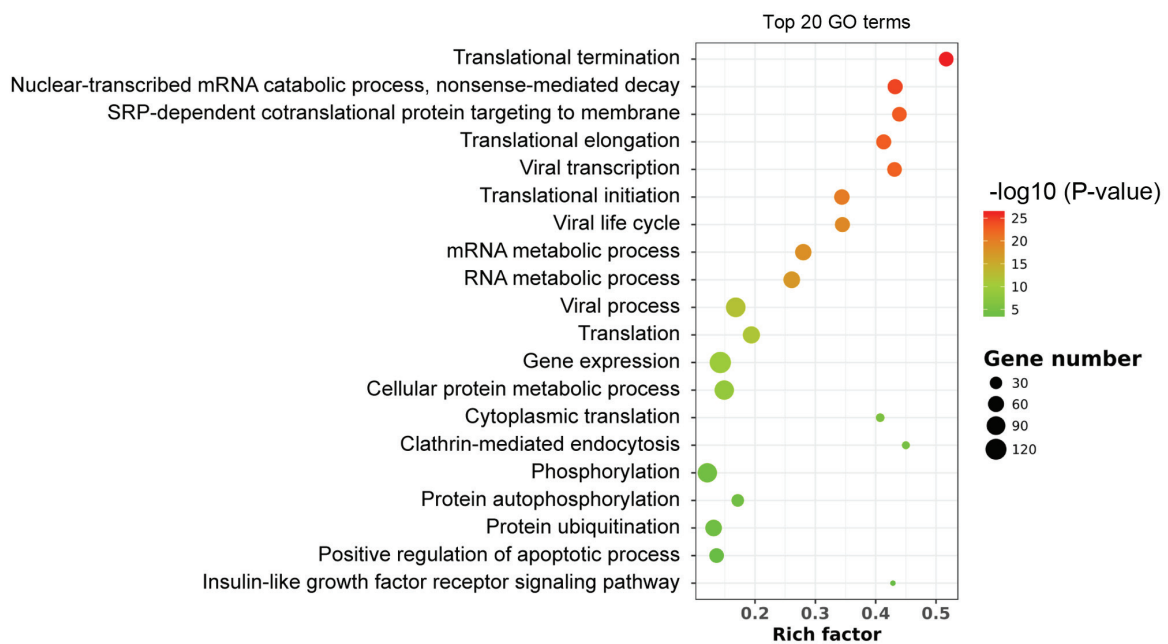 Top 20 GO terms
Translational termination
Nuclear-transcribed mRNA catabolic process, nonsense-mediated decay
SRP-dependent cotranslational protein targeting to membrane
Translational elongation
Viral transcription
Translational initiation
Viral life cycle
mRNA metabolic process
RNA metabolic process
Viral process
Translation
Gene expression
Cellular protein metabolic process
Cytoplasmic translation
Clathrin-mediated endocytosis
Phosphorylation
Protein autophosphorylation
Protein ubiquitination
Positive regulation of apoptotic process
Insulin-like growth factor receptor signaling pathway
0.2 0.3 0.4 0.5
Rich factor
-log10 (P-value)
25
20
15
10
5
Gene number
30
60
90
120